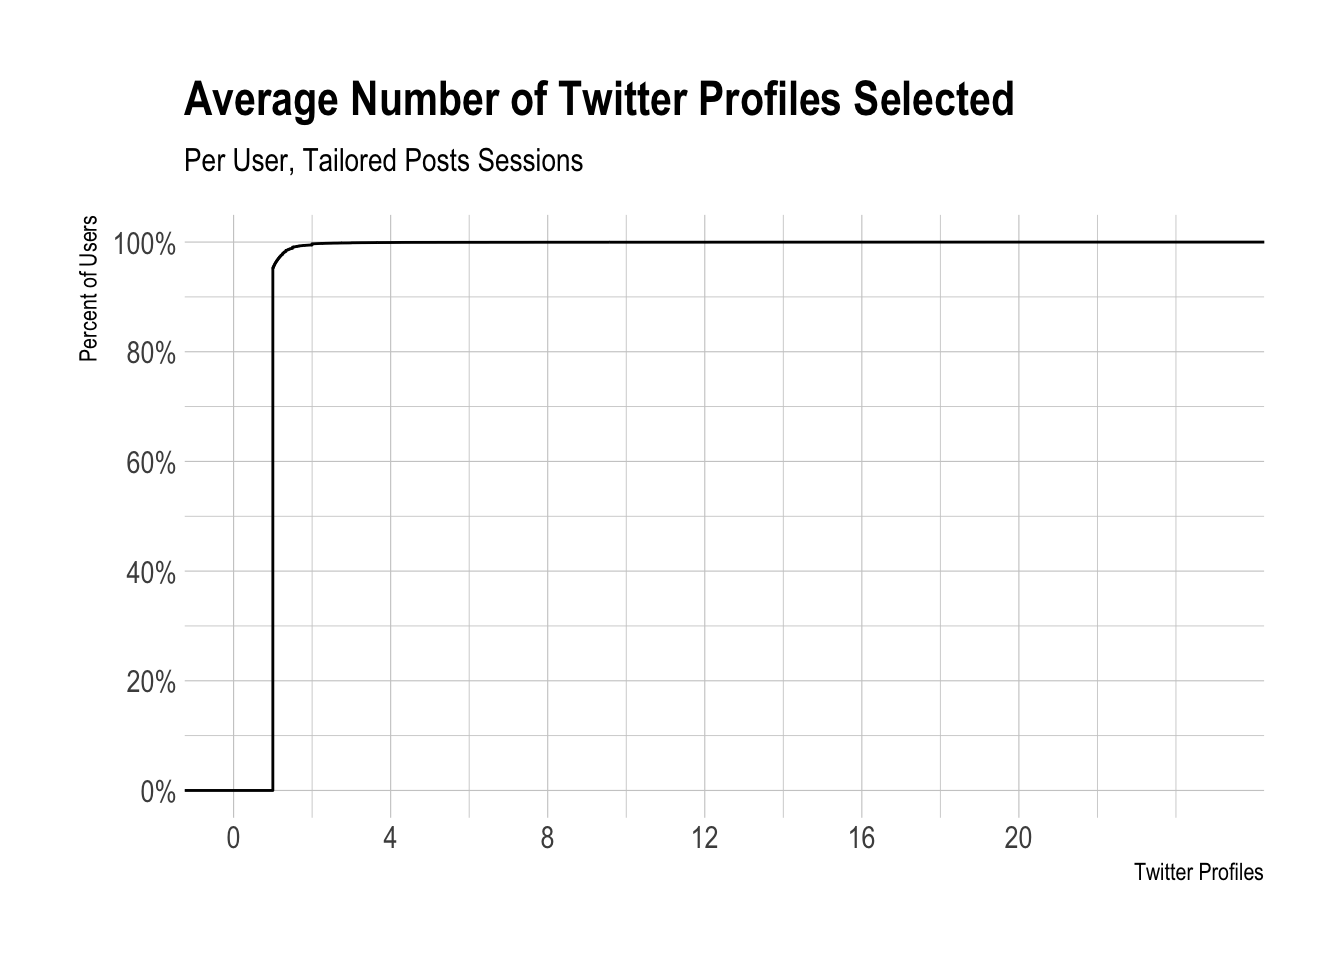 Average Number of Twitter Profiles Selected
Per User, Tailored Posts Sessions
Percent of Users
100%
80%
60%
40%
20%
0%
0 4 8 12 16 20
Twitter Profiles